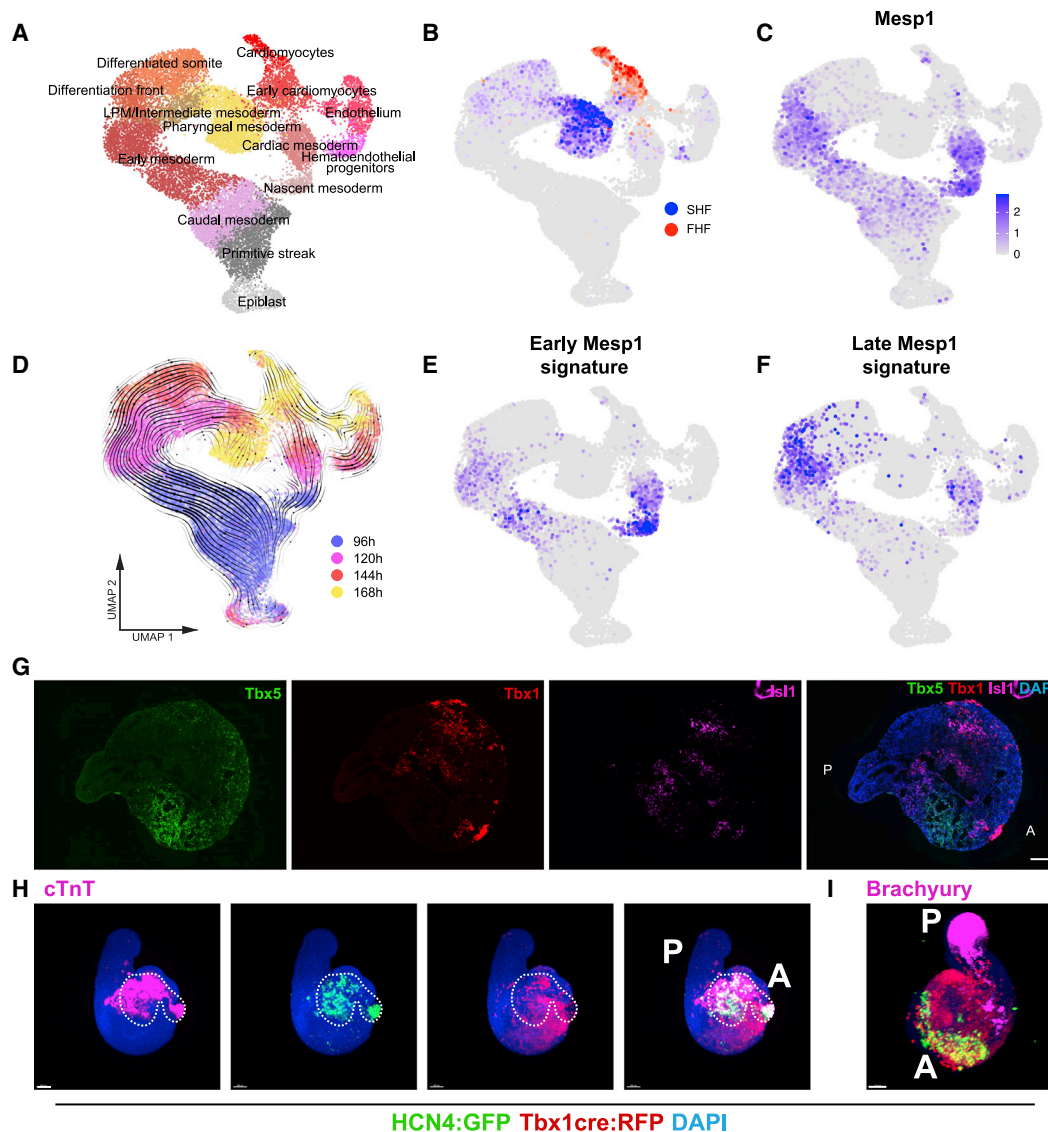 A
Cardiomyocytes
Differentiated somite
Differentiation front
Early cardiomyocytes
LPM/Intermediate mesoderm
Endothelium
Pharyngeal mesoderm
Cardiac mesoderm
Early mesoderm
Hematoendothelial
progenitors
Nascent mesoderm
Caudal mesoderm
Primitive streak
Epiblast
B
SHF
FHF
C
Mesp1
2
1
0
D
96h
120h
144h
168h
UMAP 2
UMAP 1
E
Early Mesp1
signature
F
Late Mesp1
signature
G
Tbx5
Tbx1
Isl1
Tbx5 Tbx1 Isl1 DAPI
P
A
H cTnT
P
A
I Brachyury
P
A
HCN4:GFP Tbx1cre:RFP DAPI